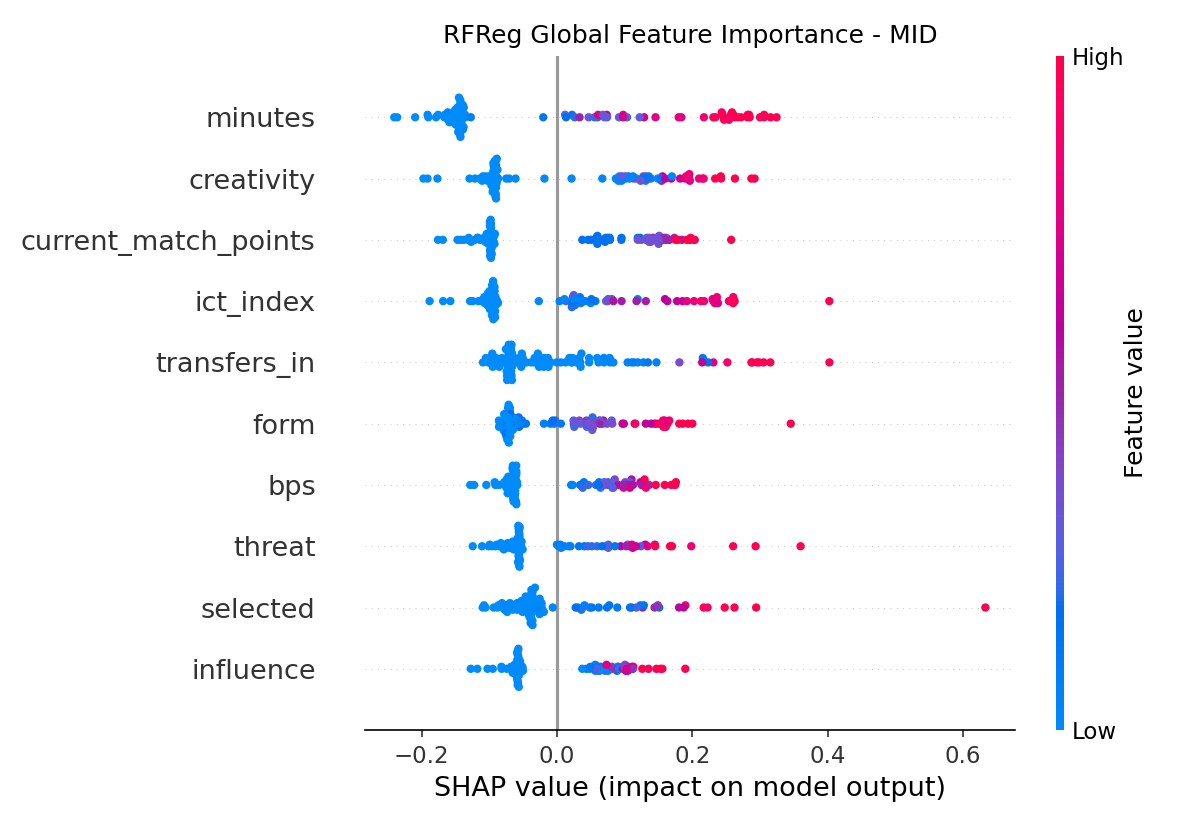 RFReg Global Feature Importance - MID
High
minutes
creativity
current_match_points
ict_index
transfers_in
form
bps
threat
selected
influence
Feature value
Low
−0.2 0.0 0.2 0.4 0.6
SHAP value (impact on model output)